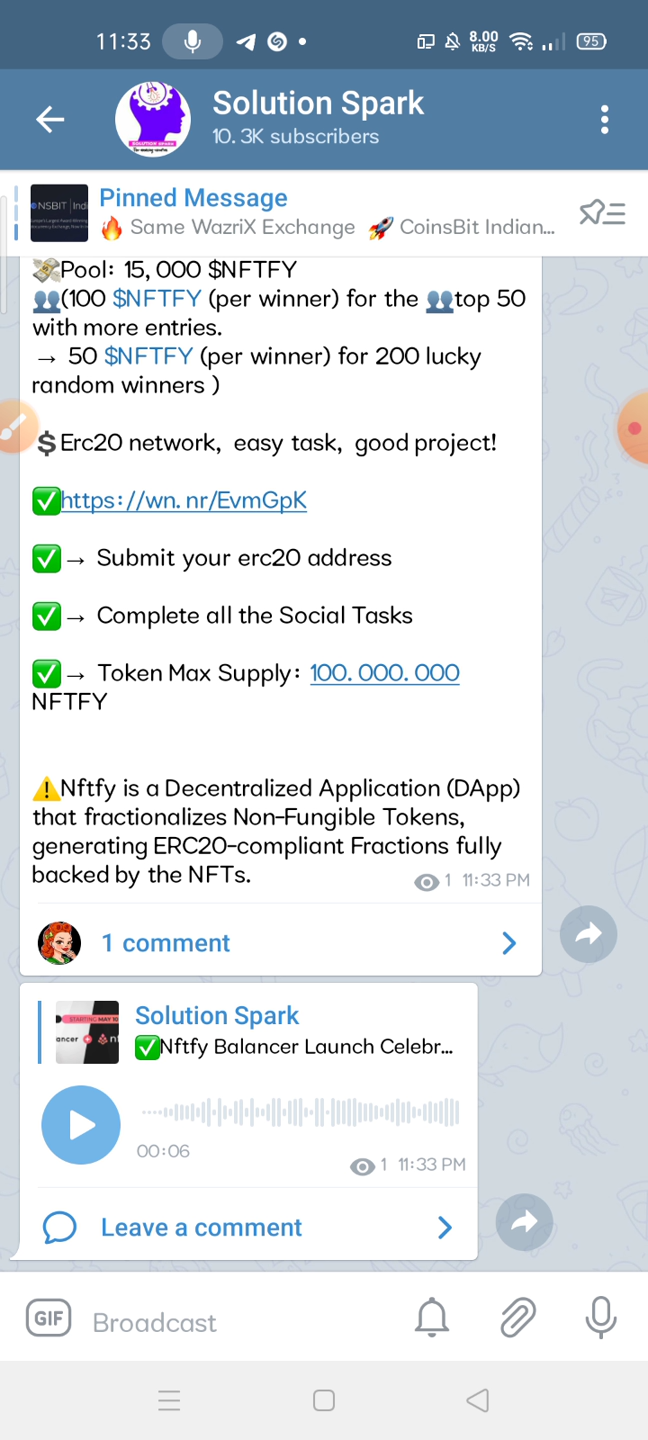 11:33
8.00 KB/S
95
Solution Spark
10.3K subscribers
Pinned Message
🔥 Same WazriX Exchange 🚀 CoinsBit Indian...
💸Pool: 15,000 $NFTFY
👥(100 $NFTFY (per winner) for the 👥top 50
with more entries.
→ 50 $NFTFY (per winner) for 200 lucky
random winners )
💲Erc20 network, easy task, good project!
✅https://wn.nr/EvmGpK
✅→ Submit your erc20 address
✅→ Complete all the Social Tasks
✅→ Token Max Supply: 100.000.000
NFTFY
⚠️Nftfy is a Decentralized Application (DApp)
that fractionalizes Non-Fungible Tokens,
generating ERC20-compliant Fractions fully
backed by the NFTs.
1 11:33 PM
1 comment
STARTING MAY 10
Solution Spark
✅Nftfy Balancer Launch Celebr...
00:06
1 11:33 PM
Leave a comment
GIF
Broadcast